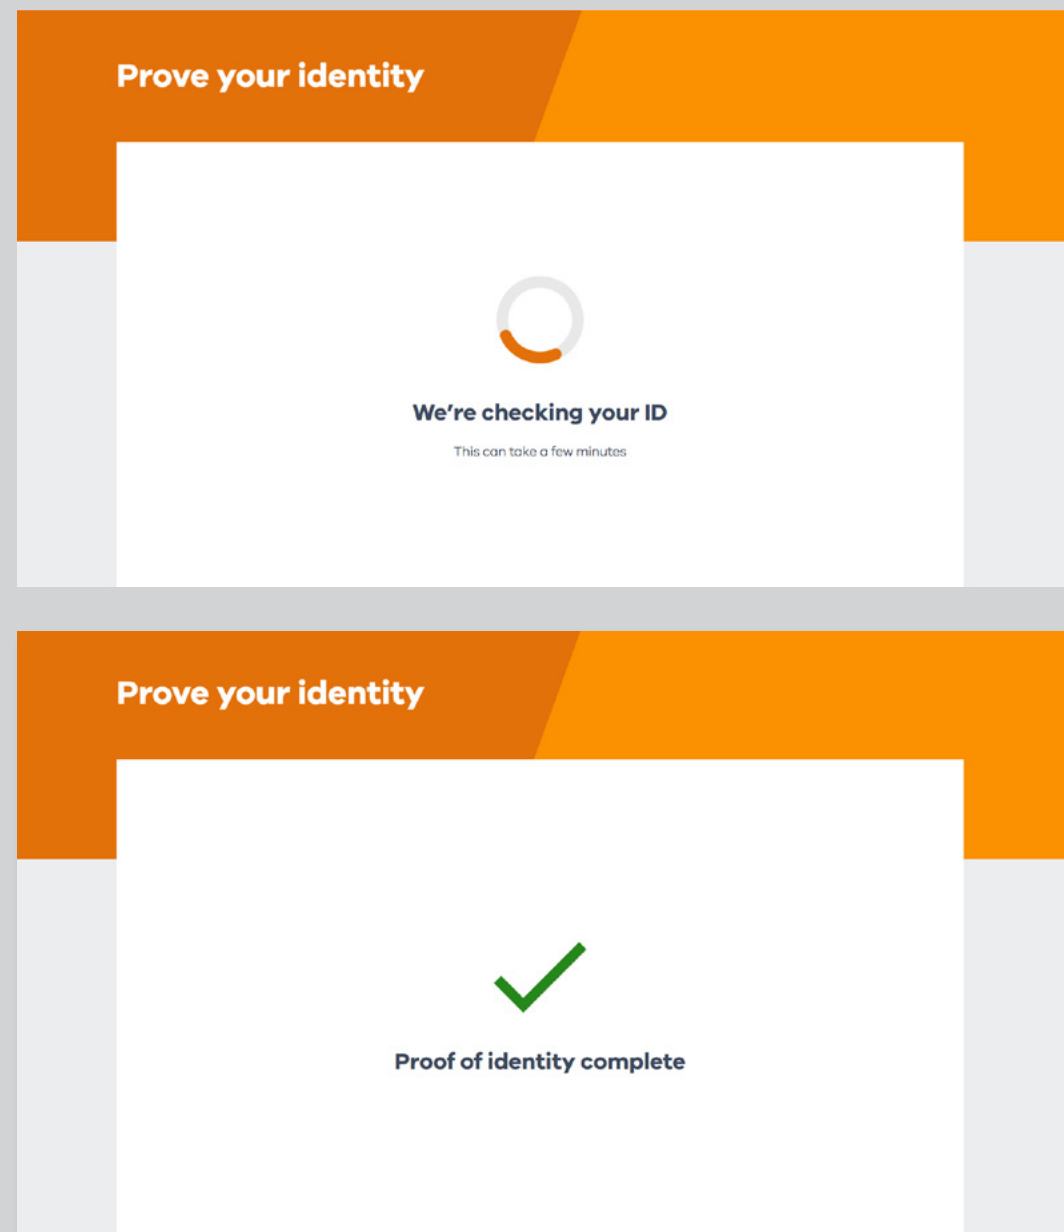 Prove your identity
We're checking your ID
This can take a few minutes
Prove your identity
Proof of identity complete